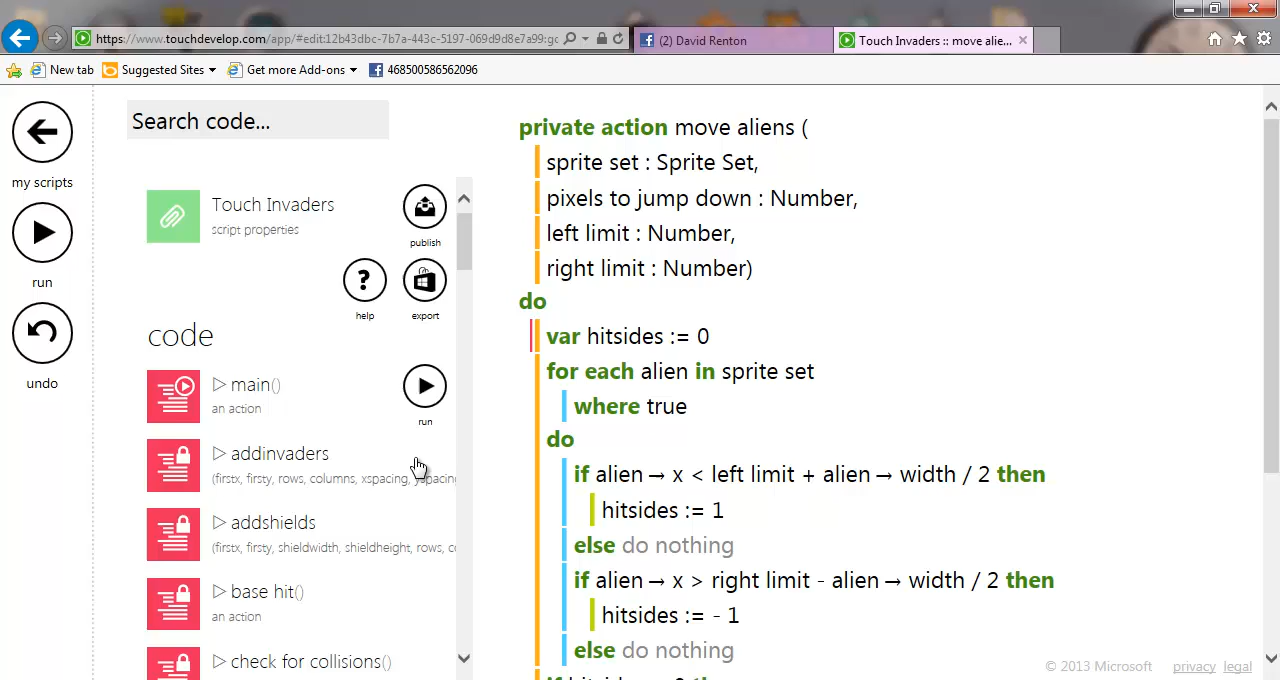 https://www.touchdevelop.com/app/#edit:12b43dbc-7b7a-443c-5197-069d9d8e7a99:gc
(2) David Renton
Touch Invaders :: move alie...
New tab
Suggested Sites
Get more Add-ons
468500586562096
my scripts
run
undo
Search code...
Touch Invaders
script properties
publish
help
export
code
main()
an action
run
addinvaders
(firstx, firsty, rows, columns, xspacing, yspacing
addshields
(firstx, firsty, shieldwidth, shieldheight, rows, co
base hit()
an action
check for collisions()
private action move aliens (
sprite set : Sprite Set,
pixels to jump down : Number,
left limit : Number,
right limit : Number)
do
var hitsides := 0
for each alien in sprite set
where true
do
if alien → x < left limit + alien → width / 2 then
hitsides := 1
else do nothing
if alien → x > right limit - alien → width / 2 then
hitsides := - 1
else do nothing
© 2013 Microsoft privacy legal